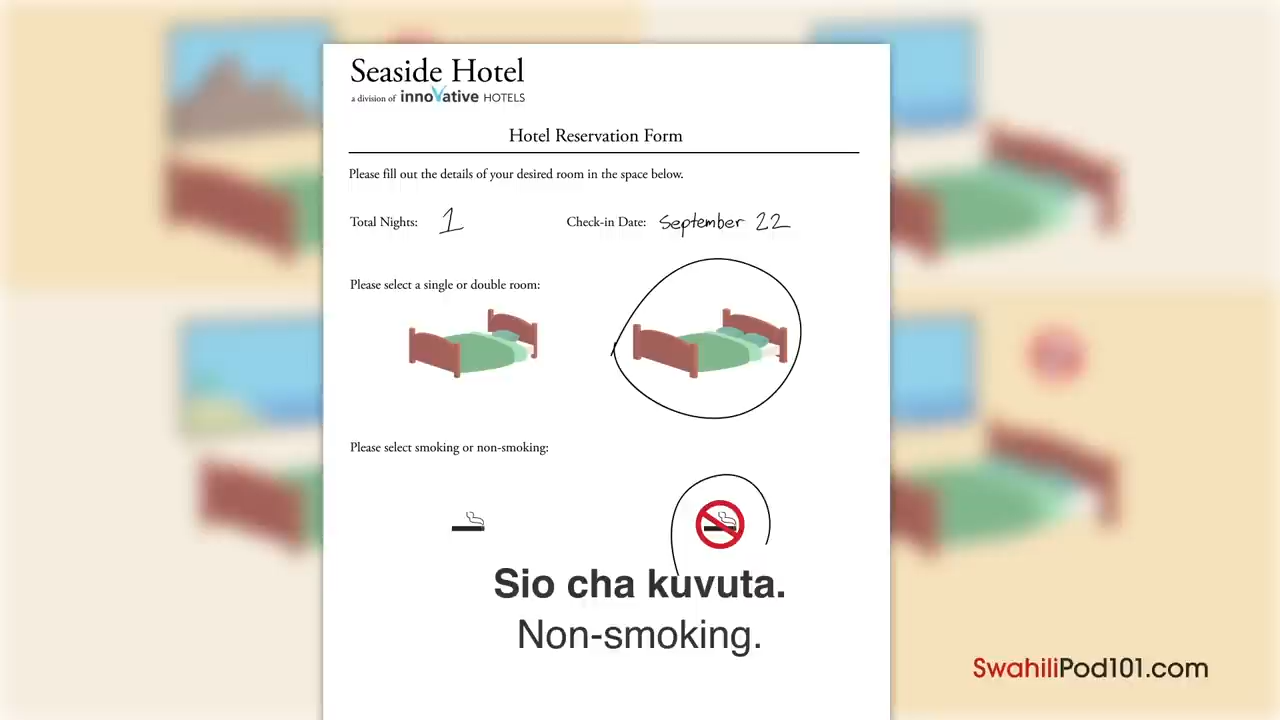 Seaside Hotel
a division of innoVative HOTELS
Hotel Reservation Form
Please fill out the details of your desired room in the space below.
Total Nights: 1 Check-in Date: September 22
Please select a single or double room:
Please select smoking or non-smoking:
Sio cha kuvuta.
Non-smoking.
SwahiliPod101.com